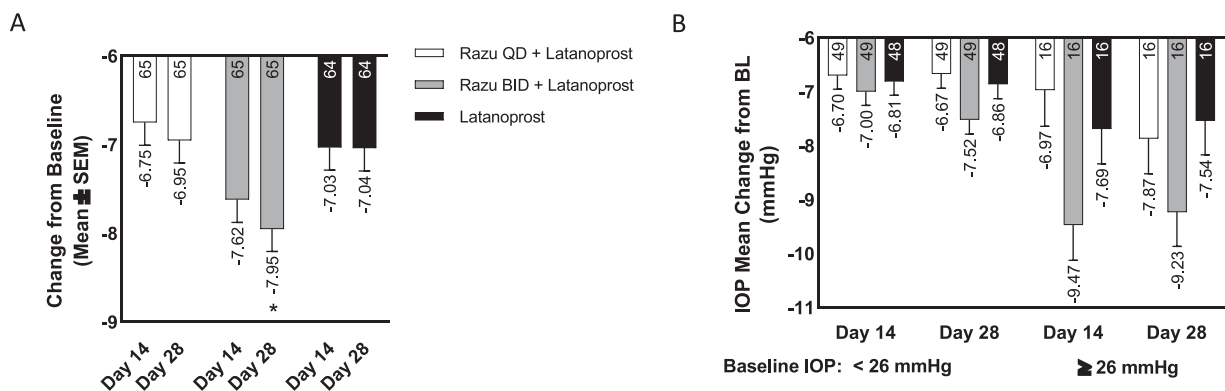 A
Change from Baseline
(Mean ± SEM)
-6
-7
-8
-9
65
65
65
65
64
64
-6.75
-6.95
-7.62
-7.95
-7.03
-7.04
*
Day 14
Day 28
Day 14
Day 28
Day 14
Day 28
Razu QD + Latanoprost
Razu BID + Latanoprost
Latanoprost
B
IOP Mean Change from BL
(mmHg)
-6
-7
-8
-9
-10
-11
49
49
48
49
49
48
16
16
16
16
16
16
-6.70
-7.00
-6.81
-6.67
-7.52
-6.86
-6.97
-9.47
-7.69
-7.87
-9.23
-7.54
Day 14
Day 28
Day 14
Day 28
Baseline IOP: < 26 mmHg
≥ 26 mmHg